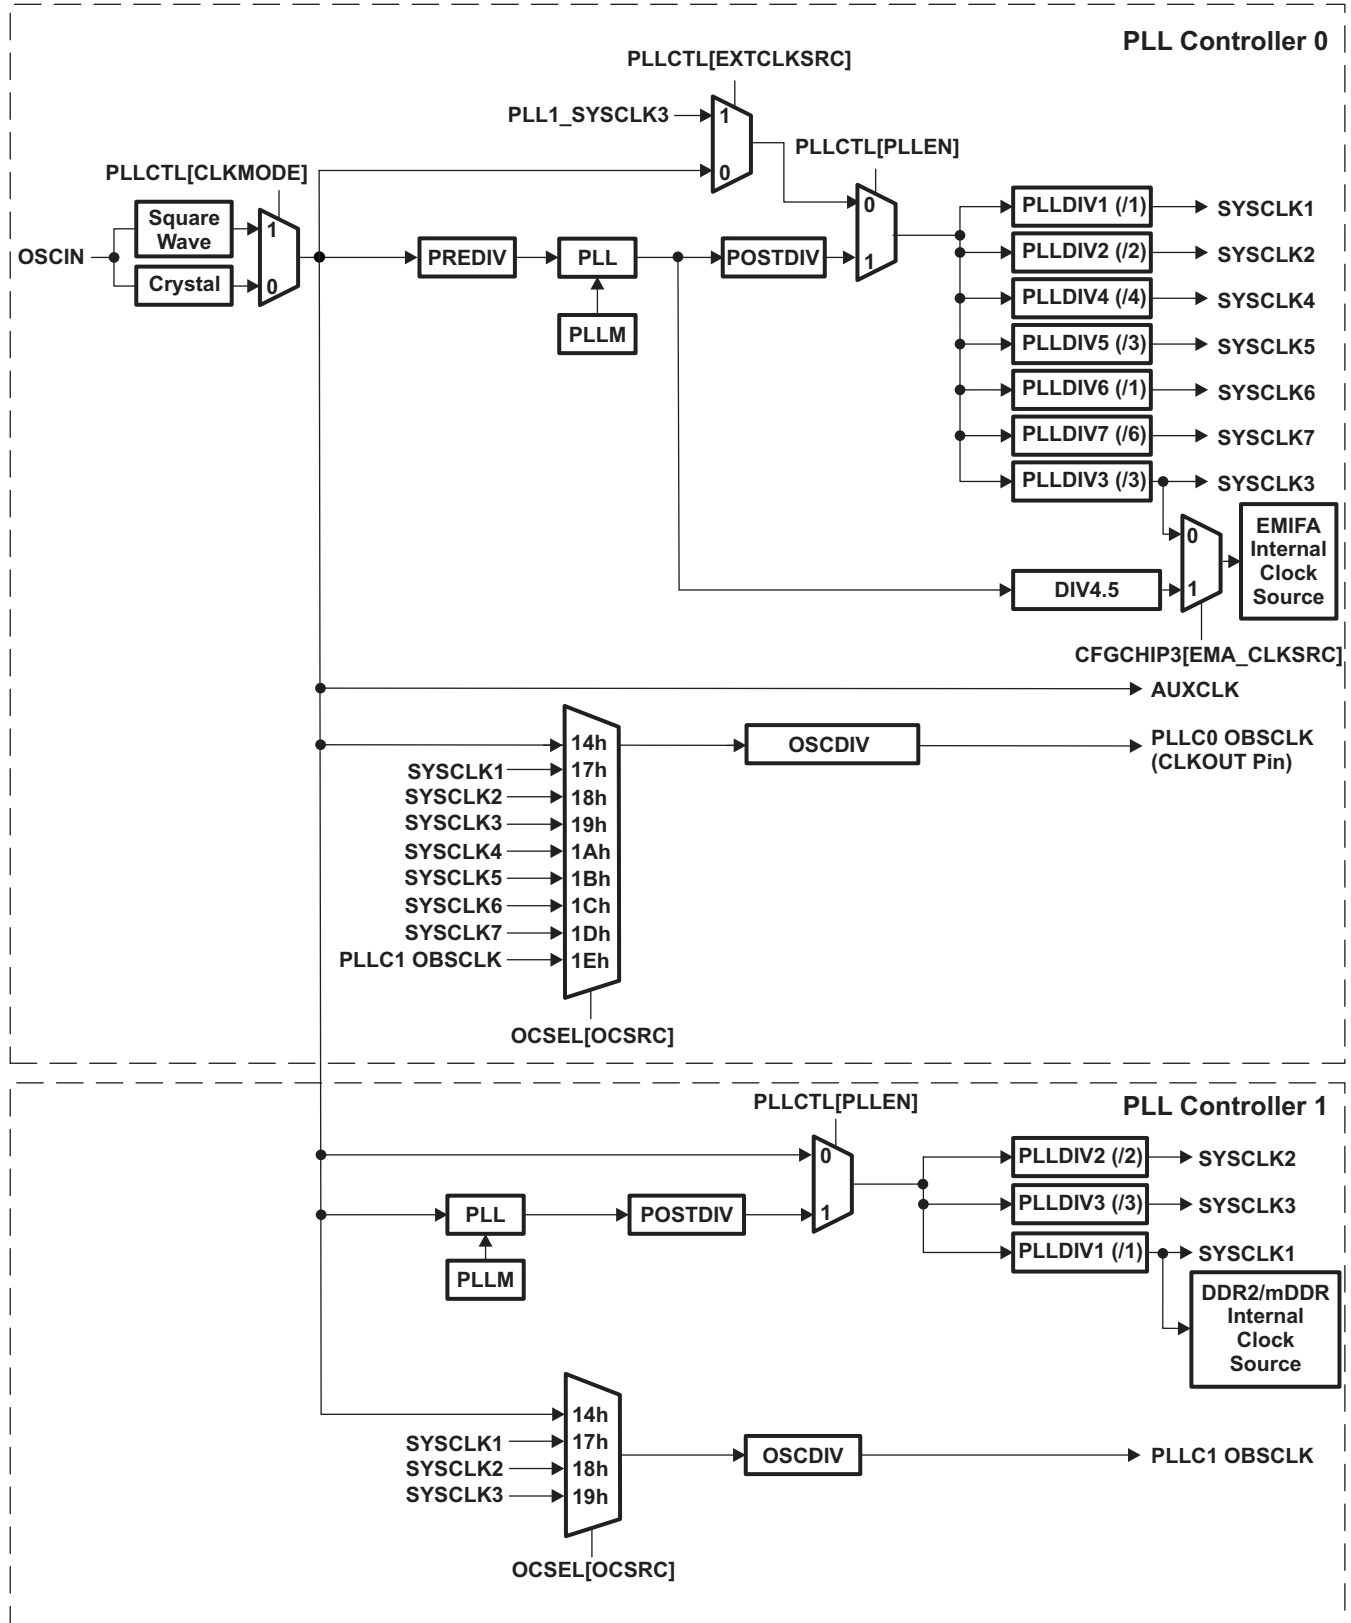 PLL Controller 0
PLLCTL[EXTCLKSRC]
PLL1_SYSCLK3
1
0
PLLCTL[PLLEN]
PLLCTL[CLKMODE]
OSCIN
Square
Wave
Crystal
1
0
PREDIV
PLL
PLLM
POSTDIV
0
1
PLLDIV1 (/1)
SYSCLK1
PLLDIV2 (/2)
SYSCLK2
PLLDIV4 (/4)
SYSCLK4
PLLDIV5 (/3)
SYSCLK5
PLLDIV6 (/1)
SYSCLK6
PLLDIV7 (/6)
SYSCLK7
PLLDIV3 (/3)
SYSCLK3
DIV4.5
0
1
EMIFA
Internal
Clock
Source
CFGCHIP3[EMA_CLKSRC]
AUXCLK
14h
SYSCLK1 17h
SYSCLK2 18h
SYSCLK3 19h
SYSCLK4 1Ah
SYSCLK5 1Bh
SYSCLK6 1Ch
SYSCLK7 1Dh
PLLC1 OBSCLK 1Eh
OCSEL[OCSRC]
OSCDIV
PLLC0 OBSCLK
(CLKOUT Pin)
PLL Controller 1
PLLCTL[PLLEN]
0
1
PLL
PLLM
POSTDIV
PLLDIV2 (/2)
SYSCLK2
PLLDIV3 (/3)
SYSCLK3
PLLDIV1 (/1)
SYSCLK1
DDR2/mDDR
Internal
Clock
Source
14h
SYSCLK1 17h
SYSCLK2 18h
SYSCLK3 19h
OCSEL[OCSRC]
OSCDIV
PLLC1 OBSCLK